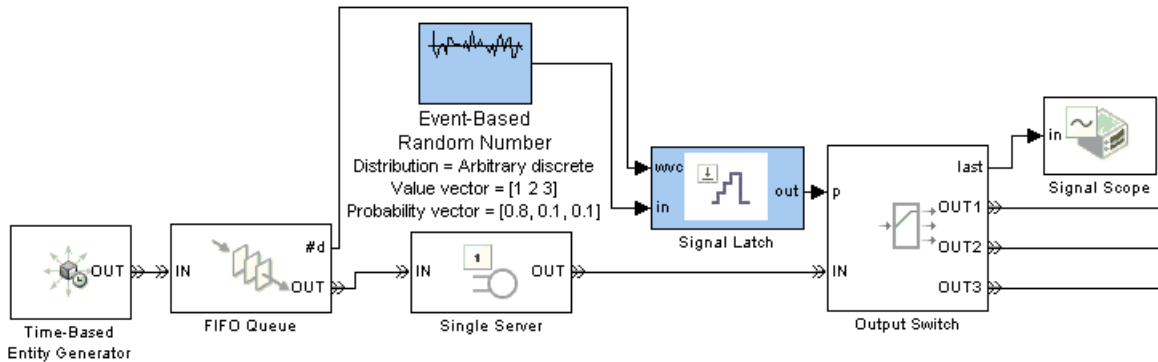 Event-Based
Random Number
Distribution = Arbitrary discrete
Value vector = [1 2 3]
Probability vector = [0.8, 0.1, 0.1]
wvc
in
out
Signal Latch
p
IN
last
OUT1
OUT2
OUT3
Output Switch
in
Signal Scope
OUT
Time-Based
Entity Generator
IN
#d
OUT
FIFO Queue
IN
1
OUT
Single Server